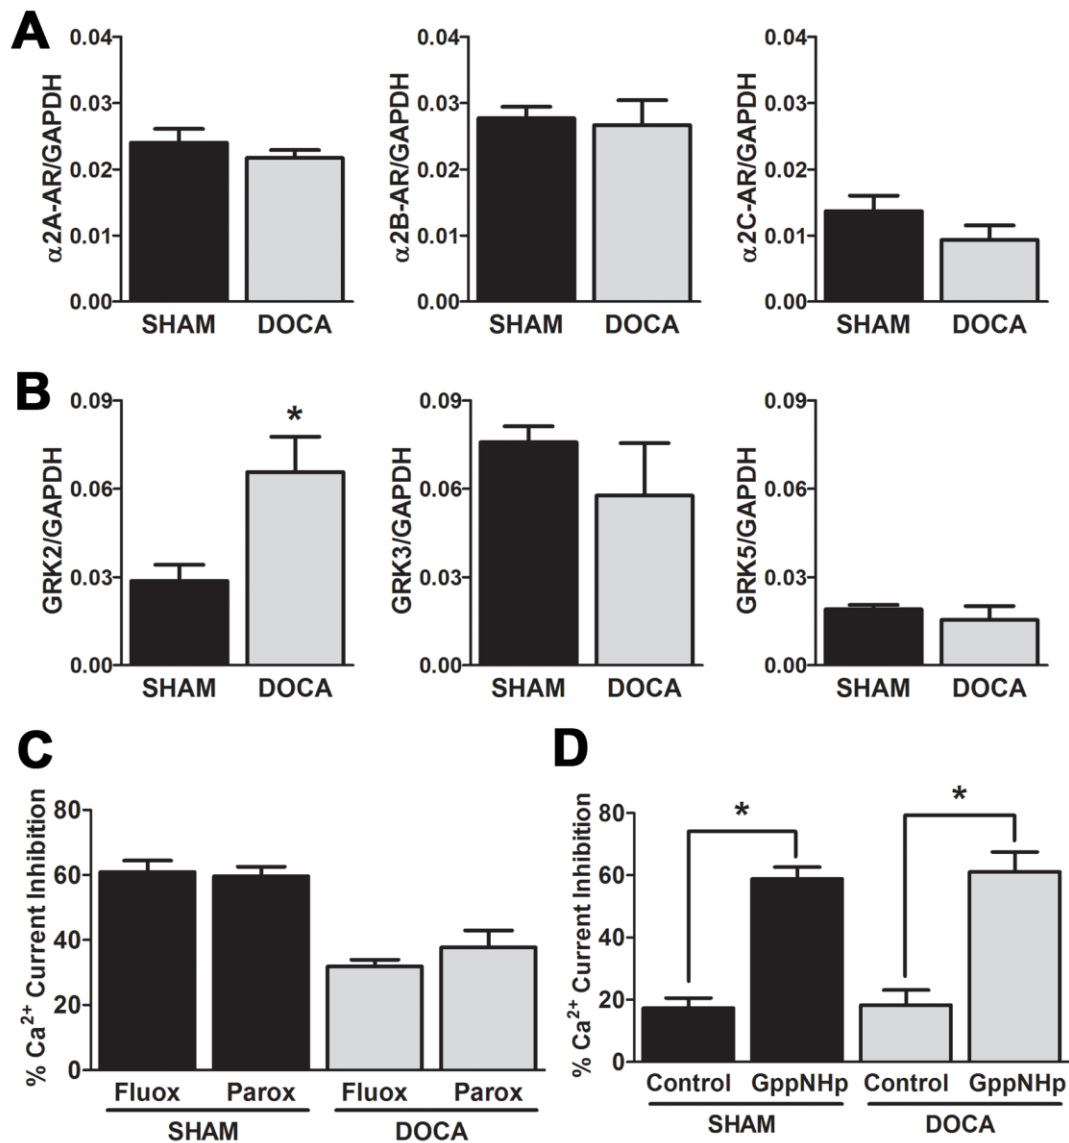 A
α2A-AR/GAPDH
0.04
0.03
0.02
0.01
0.00
SHAM DOCA
α2B-AR/GAPDH
0.04
0.03
0.02
0.01
0.00
SHAM DOCA
α2C-AR/GAPDH
0.04
0.03
0.02
0.01
0.00
SHAM DOCA
B
GRK2/GAPDH
0.09
0.06
0.03
0.00
*
SHAM DOCA
GRK3/GAPDH
0.09
0.06
0.03
0.00
SHAM DOCA
GRK5/GAPDH
0.09
0.06
0.03
0.00
SHAM DOCA
C
% Ca²⁺ Current Inhibition
80
60
40
20
0
Fluox Parox Fluox Parox
SHAM DOCA
D
% Ca²⁺ Current Inhibition
80
60
40
20
0
* *
Control GppNHp Control GppNHp
SHAM DOCA